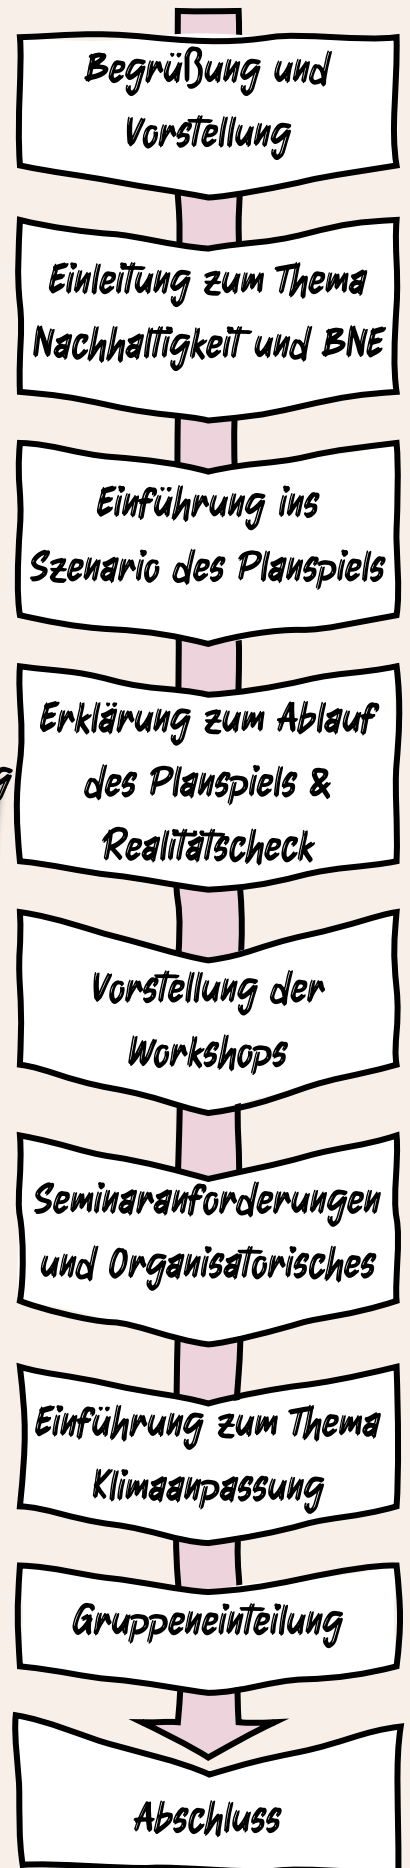 Begrüßung und
Vorstellung
Einleitung zum Thema
Nachhaltigkeit und BNE
Einführung ins
Szenario des Planspiels
Erklärung zum Ablauf
des Planspiels &
Realitätscheck
Vorstellung der
Workshops
Seminaranforderungen
und Organisatorisches
Einführung zum Thema
Klimaanpassung
Gruppeneinteilung
Abschluss